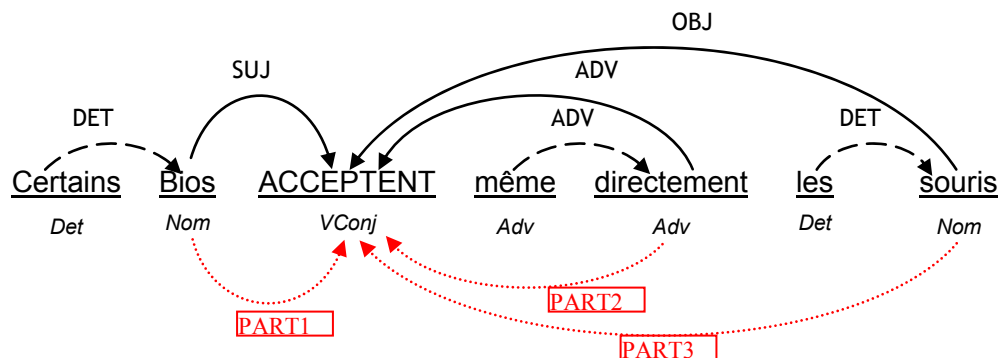 OBJ
SUJ ADV
DET ADV DET
Certains Bios ACCEPTENT même directement les souris
Det Nom VConj Adv Adv Det Nom
PART1 PART2
PART3